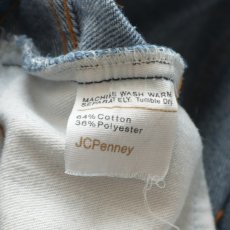 MACHINE WASH WARM
SEPARATELY. Tumble Dry
64% Cotton
36% Polyester
JCPenney